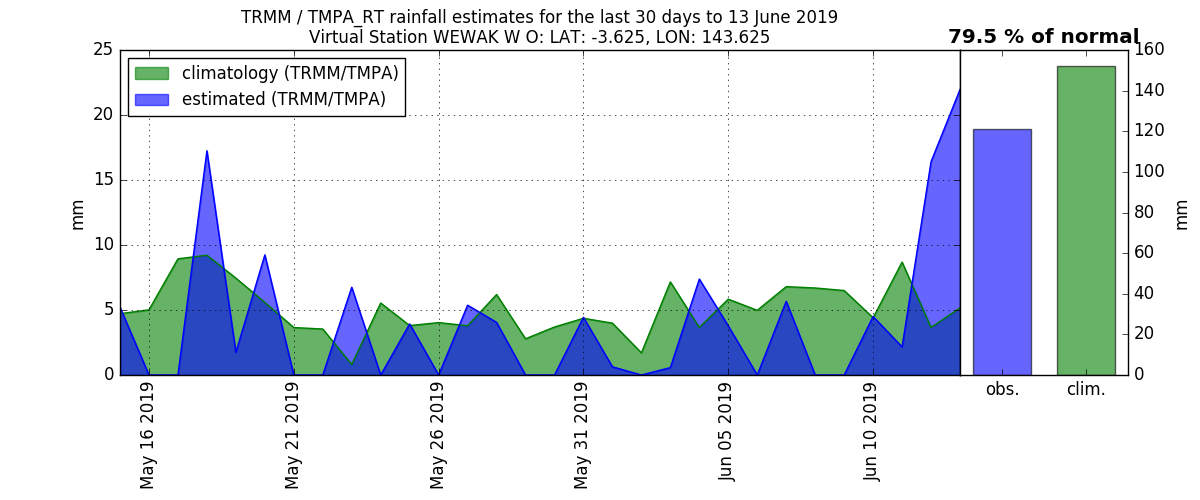 TRMM / TMPA_RT rainfall estimates for the last 30 days to 13 June 2019
Virtual Station WEWAK W O: LAT: -3.625, LON: 143.625
79.5 % of normal
climatology (TRMM/TMPA)
estimated (TRMM/TMPA)
mm
25
20
15
10
5
0
May 16 2019
May 21 2019
May 26 2019
May 31 2019
Jun 05 2019
Jun 10 2019
obs.
clim.
160
140
120
100
80
60
40
20
0
mm